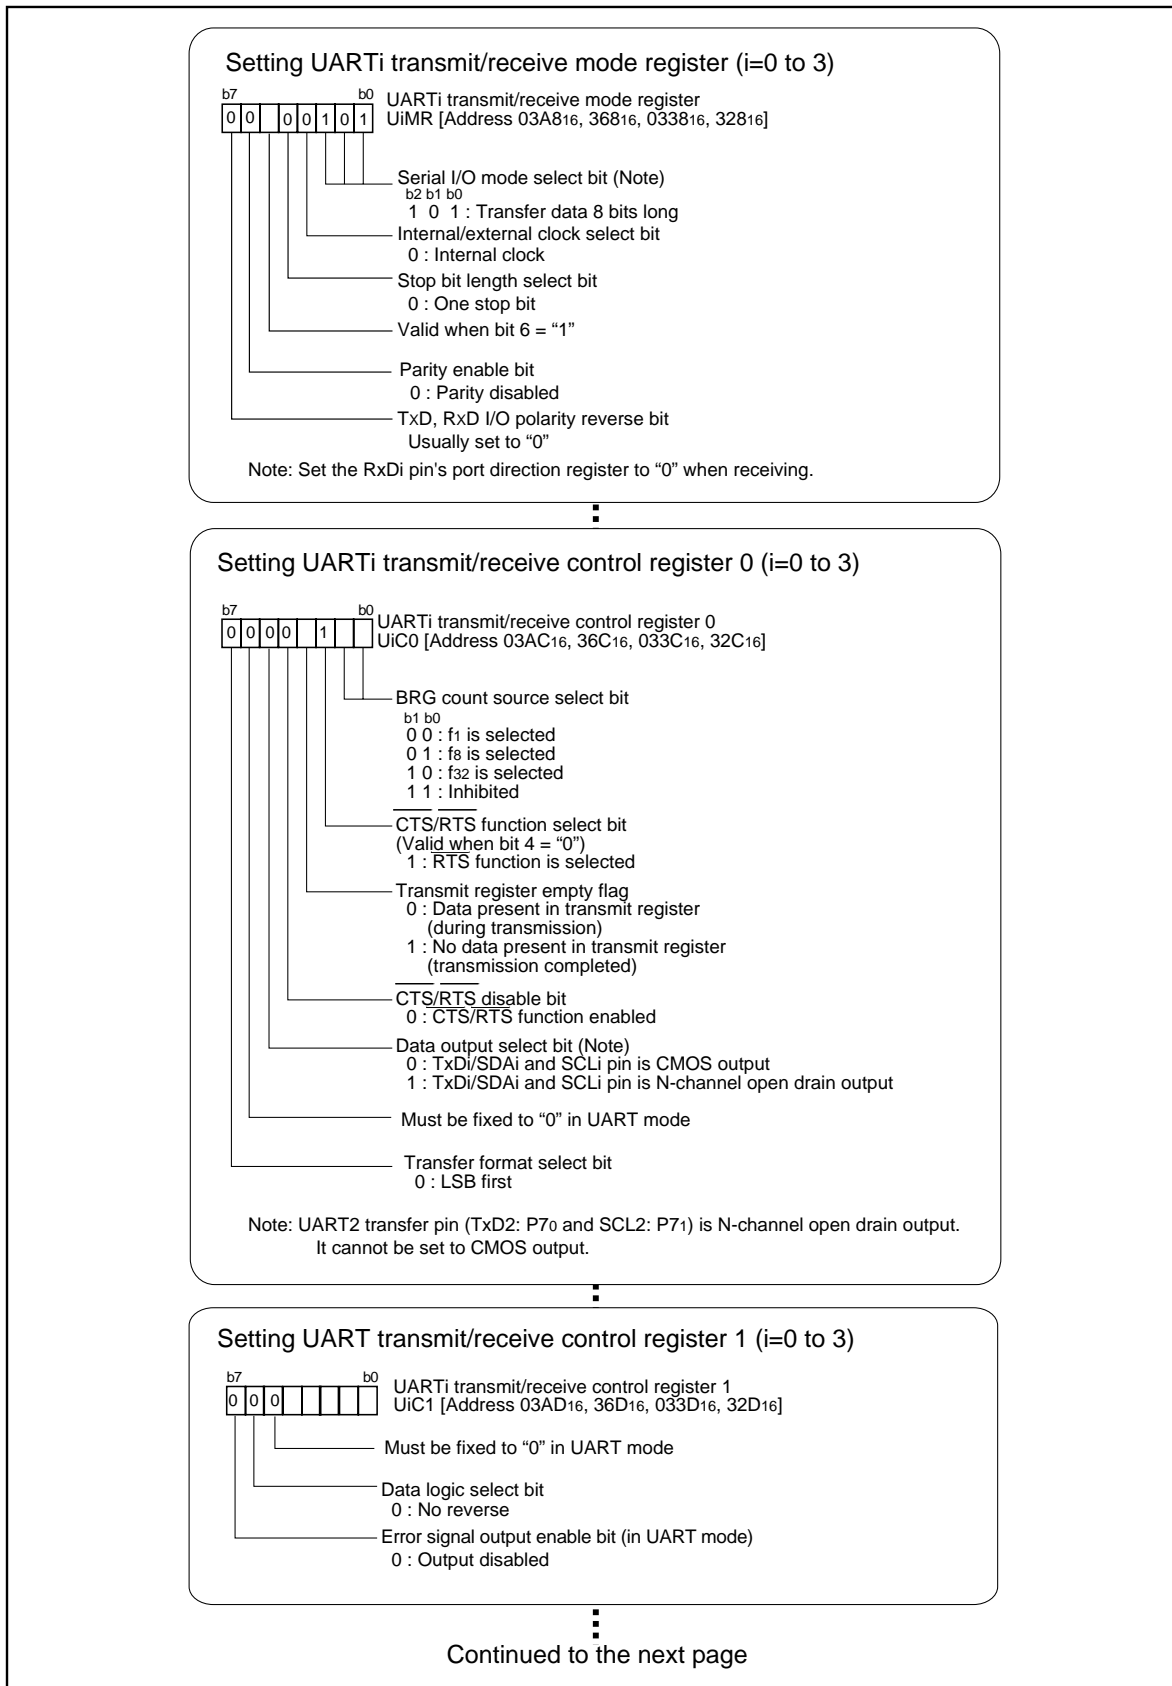 Setting UARTi transmit/receive mode register (i=0 to 3)
b7 b0 UARTi transmit/receive mode register
0 0 0 0 1 0 1 UiMR [Address 03A816, 36816, 033816, 32816]
Serial I/O mode select bit (Note)
b2 b1 b0
1 0 1 : Transfer data 8 bits long
Internal/external clock select bit
0 : Internal clock
Stop bit length select bit
0 : One stop bit
Valid when bit 6 = “1”
Parity enable bit
0 : Parity disabled
TXD, RXD I/O polarity reverse bit
Usually set to “0”
Note: Set the RxDi pin's port direction register to “0” when receiving.
Setting UARTi transmit/receive control register 0 (i=0 to 3)
b7 b0 UARTi transmit/receive control register 0
0 0 0 0 1 UiC0 [Address 03AC16, 36C16, 033C16, 32C16]
BRG count source select bit
b1 b0
0 0 : f1 is selected
0 1 : f8 is selected
1 0 : f32 is selected
1 1 : Inhibited
CTS/RTS function select bit
(Valid when bit 4 = “0”)
1 : RTS function is selected
Transmit register empty flag
0 : Data present in transmit register
(during transmission)
1 : No data present in transmit register
(transmission completed)
CTS/RTS disable bit
0 : CTS/RTS function enabled
Data output select bit (Note)
0 : TxDi/SDAi and SCLi pin is CMOS output
1 : TxDi/SDAi and SCLi pin is N-channel open drain output
Must be fixed to “0” in UART mode
Transfer format select bit
0 : LSB first
Note: UART2 transfer pin (TxD2: P70 and SCL2: P71) is N-channel open drain output.
It cannot be set to CMOS output.
Setting UART transmit/receive control register 1 (i=0 to 3)
b7 b0 UARTi transmit/receive control register 1
0 0 0 UiC1 [Address 03AD16, 36D16, 033D16, 32D16]
Must be fixed to “0” in UART mode
Data logic select bit
0 : No reverse
Error signal output enable bit (in UART mode)
0 : Output disabled
Continued to the next page